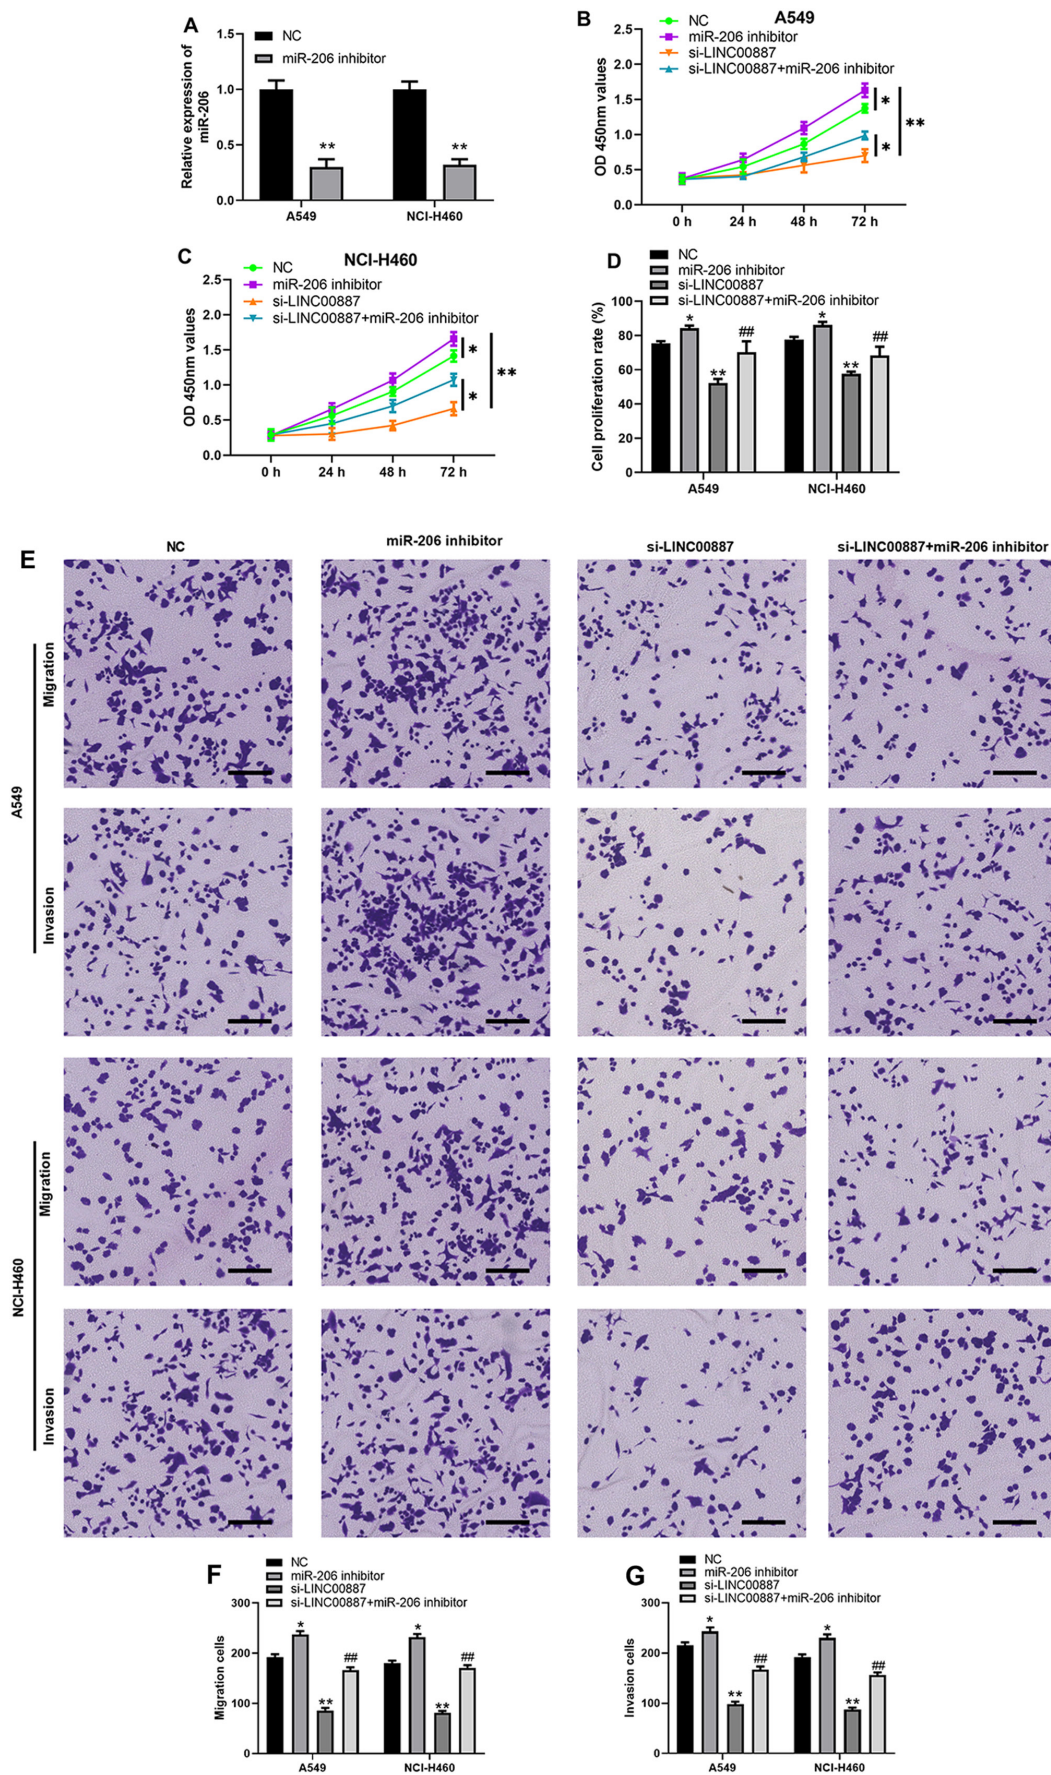 A
NC
miR-206 inhibitor
Relative expression of
miR-206
1.5
1.0
0.5
0.0
**
**
A549
NCI-H460
B
A549
NC
miR-206 inhibitor
si-LINC00887
si-LINC00887+miR-206 inhibitor
OD 450nm values
2.5
2.0
1.5
1.0
0.5
0.0
*
**
*
0 h
24 h
48 h
72 h
C
NCI-H460
NC
miR-206 inhibitor
si-LINC00887
si-LINC00887+miR-206 inhibitor
OD 450nm values
2.5
2.0
1.5
1.0
0.5
0.0
*
**
*
0 h
24 h
48 h
72 h
D
NC
miR-206 inhibitor
si-LINC00887
si-LINC00887+miR-206 inhibitor
Cell proliferation rate (%)
100
80
60
40
20
0
*
**
##
*
**
##
A549
NCI-H460
E
NC
miR-206 inhibitor
si-LINC00887
si-LINC00887+miR-206 inhibitor
A549
Migration
Invasion
NCI-H460
Migration
Invasion
F
NC
miR-206 inhibitor
si-LINC00887
si-LINC00887+miR-206 inhibitor
Migration cells
300
200
100
0
*
**
##
*
**
##
A549
NCI-H460
G
NC
miR-206 inhibitor
si-LINC00887
si-LINC00887+miR-206 inhibitor
Invasion cells
300
200
100
0
*
**
##
*
**
##
A549
NCI-H460